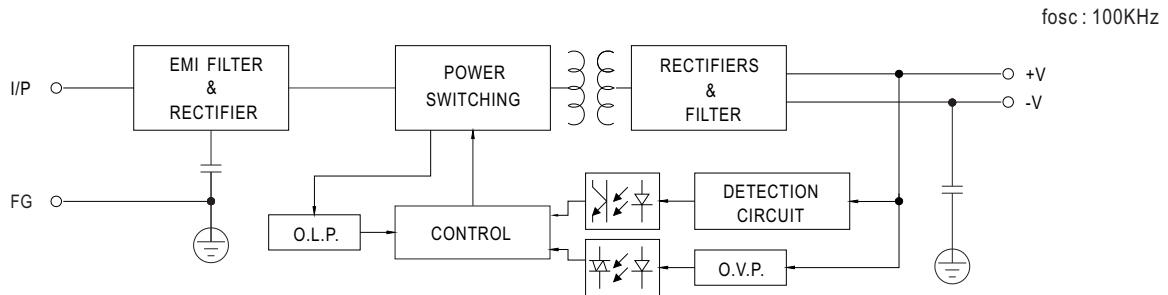 fosc : 100KHz
I/P
EMI FILTER
&
RECTIFIER
POWER
SWITCHING
RECTIFIERS
&
FILTER
+V
-V
FG
O.L.P.
CONTROL
DETECTION
CIRCUIT
O.V.P.